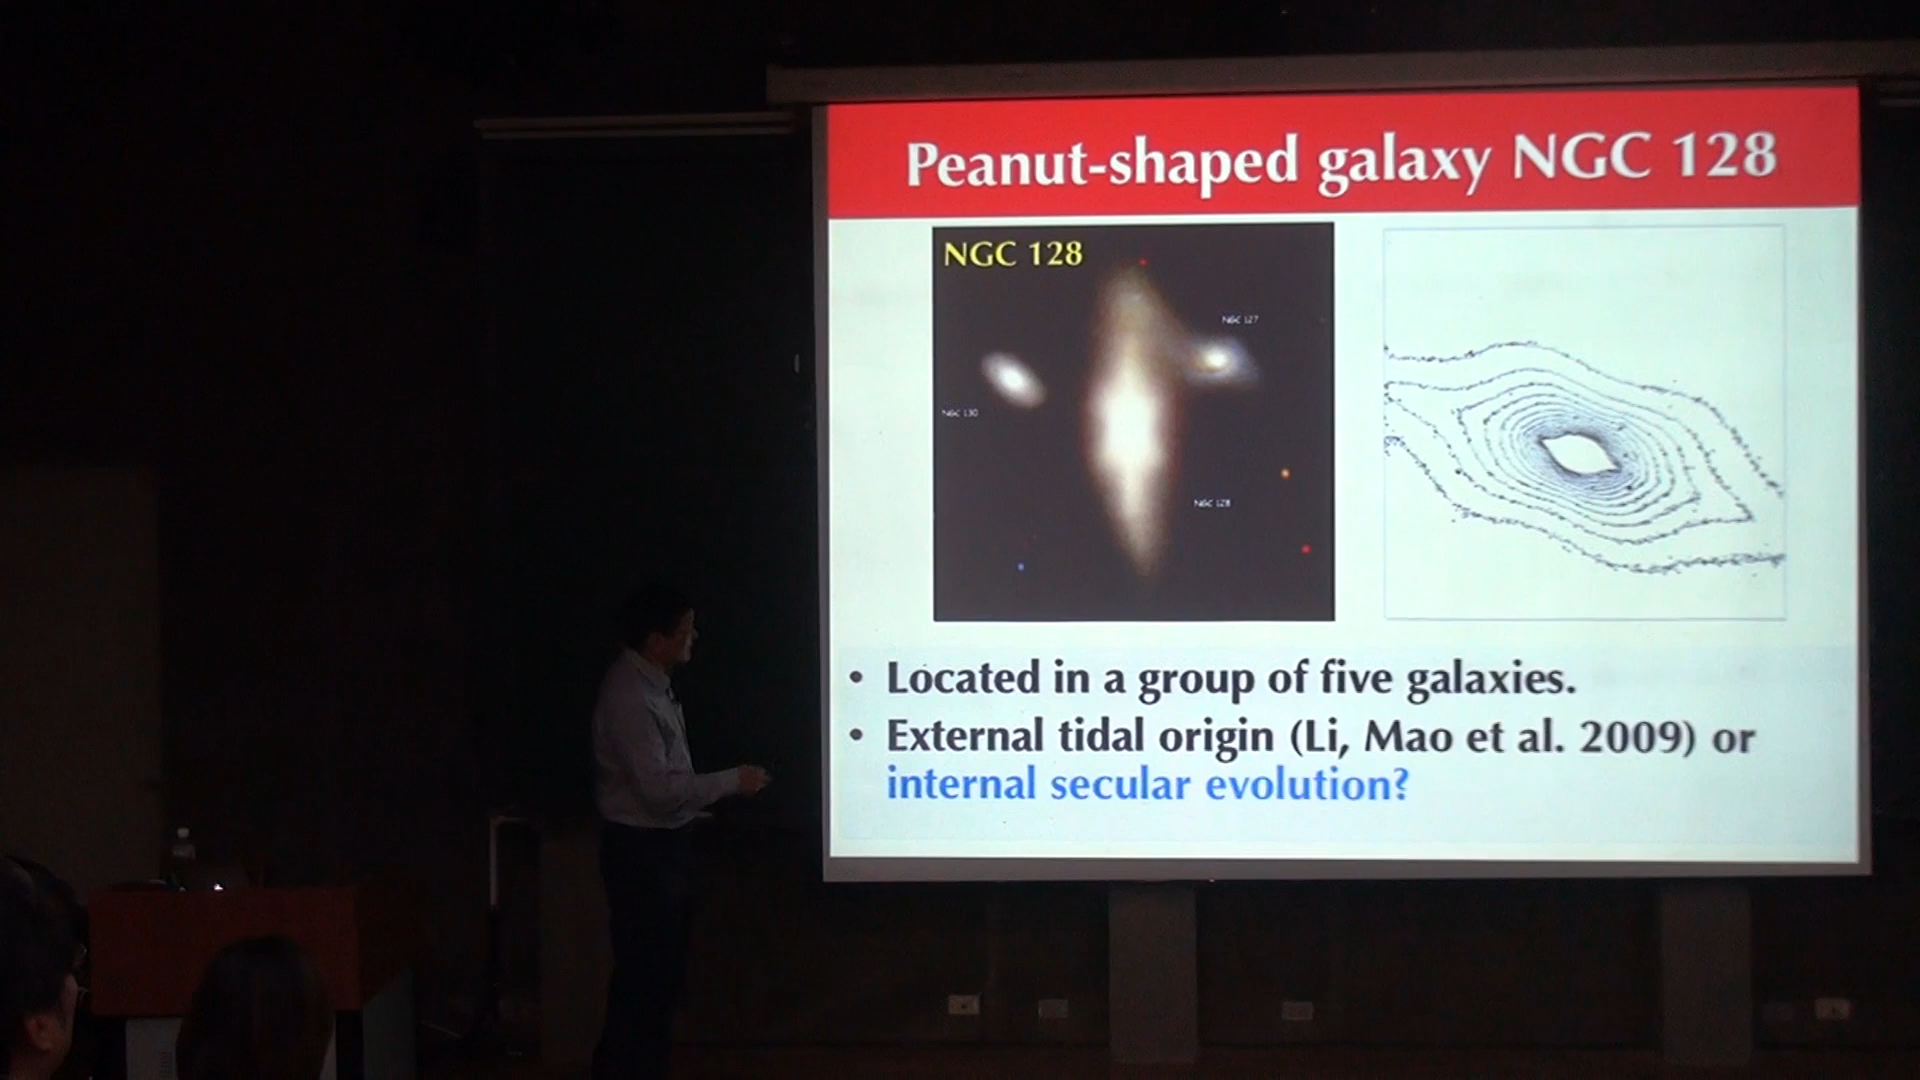 Peanut-shaped galaxy NGC 128
NGC 128
NGC 127
NGC 130
NGC 128
• Located in a group of five galaxies.
• External tidal origin (Li, Mao et al. 2009) or
internal secular evolution?